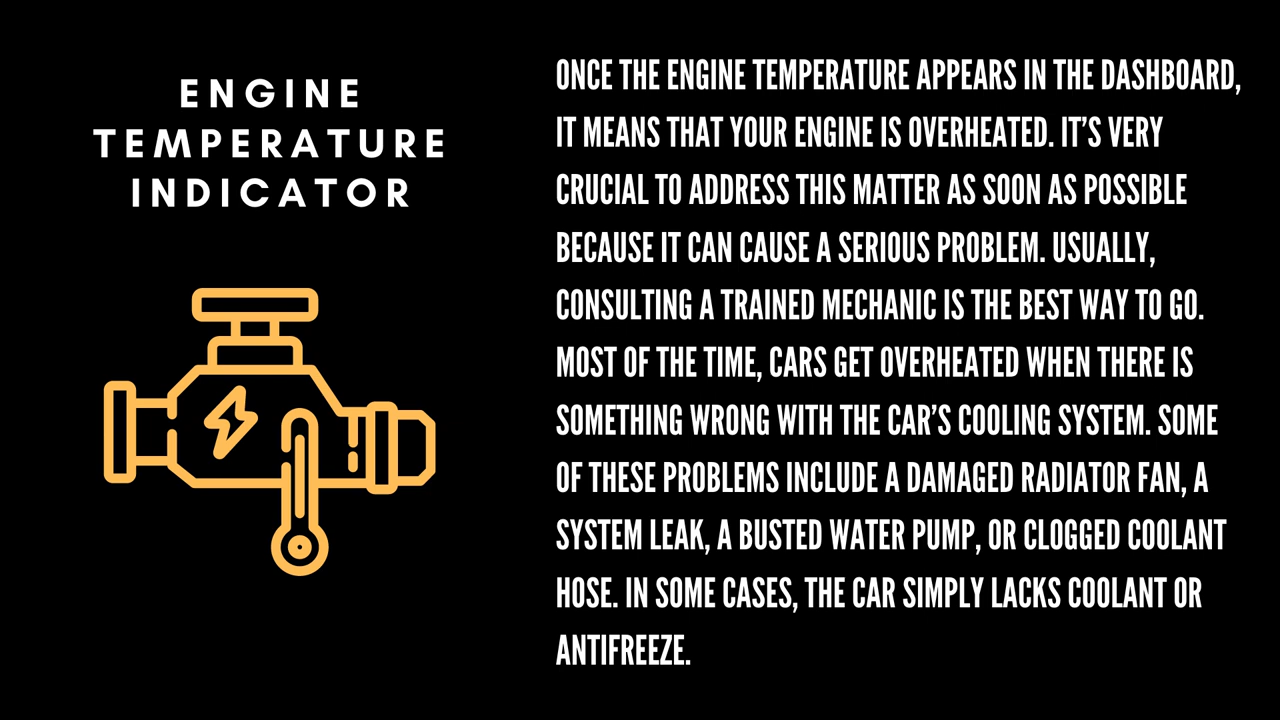 ENGINE
TEMPERATURE
INDICATOR
ONCE THE ENGINE TEMPERATURE APPEARS IN THE DASHBOARD,
IT MEANS THAT YOUR ENGINE IS OVERHEATED. IT’S VERY
CRUCIAL TO ADDRESS THIS MATTER AS SOON AS POSSIBLE
BECAUSE IT CAN CAUSE A SERIOUS PROBLEM. USUALLY,
CONSULTING A TRAINED MECHANIC IS THE BEST WAY TO GO.
MOST OF THE TIME, CARS GET OVERHEATED WHEN THERE IS
SOMETHING WRONG WITH THE CAR’S COOLING SYSTEM. SOME
OF THESE PROBLEMS INCLUDE A DAMAGED RADIATOR FAN, A
SYSTEM LEAK, A BUSTED WATER PUMP, OR CLOGGED COOLANT
HOSE. IN SOME CASES, THE CAR SIMPLY LACKS COOLANT OR
ANTIFREEZE.